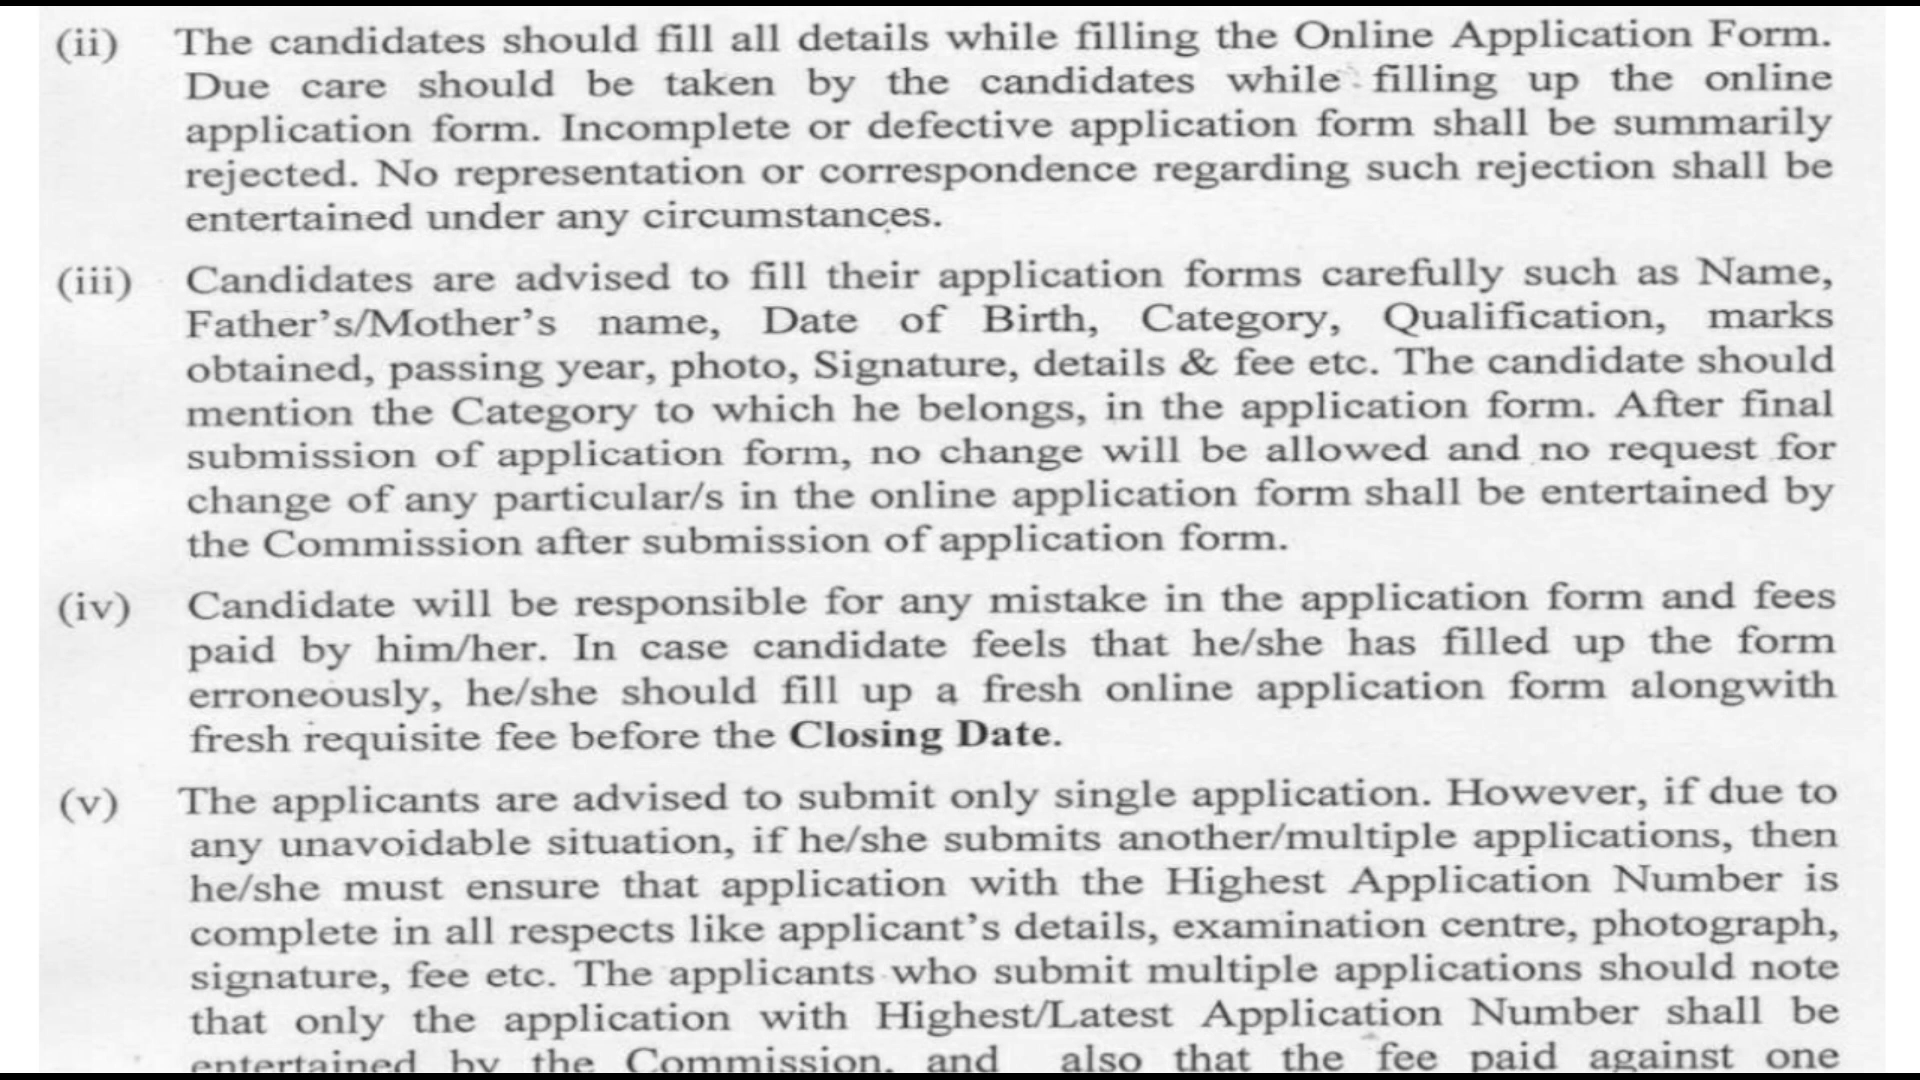 (ii) The candidates should fill all details while filling the Online Application Form.
Due care should be taken by the candidates while filling up the online
application form. Incomplete or defective application form shall be summarily
rejected. No representation or correspondence regarding such rejection shall be
entertained under any circumstances.
(iii) Candidates are advised to fill their application forms carefully such as Name,
Father's/Mother's name, Date of Birth, Category, Qualification, marks
obtained, passing year, photo, Signature, details & fee etc. The candidate should
mention the Category to which he belongs, in the application form. After final
submission of application form, no change will be allowed and no request for
change of any particular/s in the online application form shall be entertained by
the Commission after submission of application form.
(iv) Candidate will be responsible for any mistake in the application form and fees
paid by him/her. In case candidate feels that he/she has filled up the form
erroneously, he/she should fill up a fresh online application form alongwith
fresh requisite fee before the Closing Date.
(v) The applicants are advised to submit only single application. However, if due to
any unavoidable situation, if he/she submits another/multiple applications, then
he/she must ensure that application with the Highest Application Number is
complete in all respects like applicant's details, examination centre, photograph,
signature, fee etc. The applicants who submit multiple applications should note
that only the application with Highest/Latest Application Number shall be
entertained by the Commission, and also that the fee paid against one